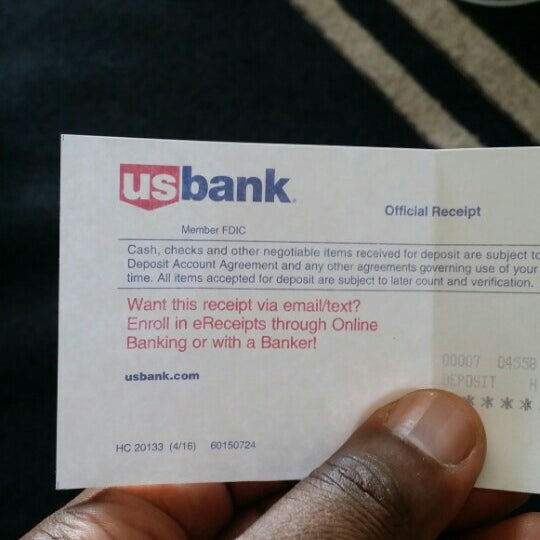 usbank.
Member FDIC
Official Receipt
Cash, checks and other negotiable items received for deposit are subject to
Deposit Account Agreement and any other agreements governing use of your
time. All items accepted for deposit are subject to later count and verification.
Want this receipt via email/text?
Enroll in eReceipts through Online
Banking or with a Banker!
usbank.com
00007 04558
DEPOSIT H
****
HC 20133 (4/16) 60150724